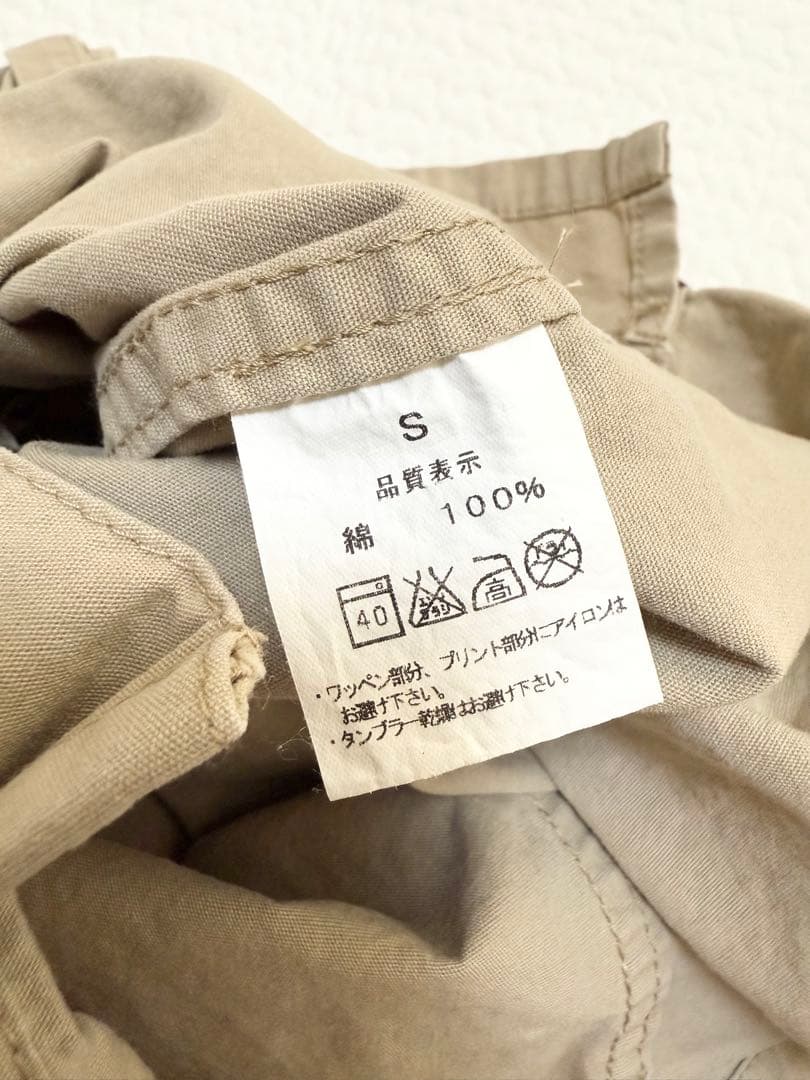 S
品質表示
綿 100%
40 高
・ワッペン部分、プリント部分にアイロンは
お避け下さい。
・タンブラー乾燥はお避け下さい。